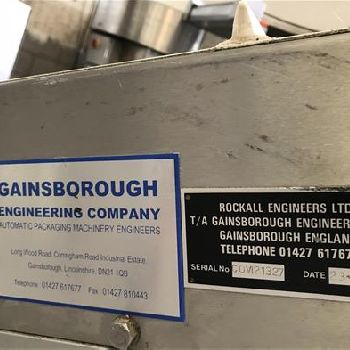 GAINSBOROUGH
ENGINEERING COMPANY
AUTOMATIC PACKAGING MACHINERY ENGINEERS
Long Wood Road, Corringham Road Industrial Estate,
Gainsborough, Lincolnshire, DN21 1QB
Telephone 01427 617677 Fax 01427 810443
ROCKALL ENGINEERS LTD
T/A GAINSBOROUGH ENGINEER
GAINSBOROUGH ENGLAN
TELEPHONE 01427 61767
SERIAL No
DATE